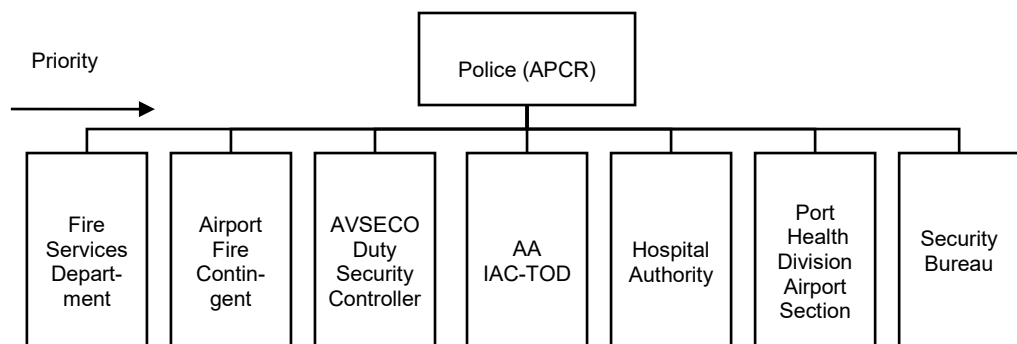 Priority
Police (APCR)
Fire
Services
Depart-
ment
Airport
Fire
Contin-
gent
AVSECO
Duty
Security
Controller
AA
IAC-TOD
Hospital
Authority
Port
Health
Division
Airport
Section
Security
Bureau